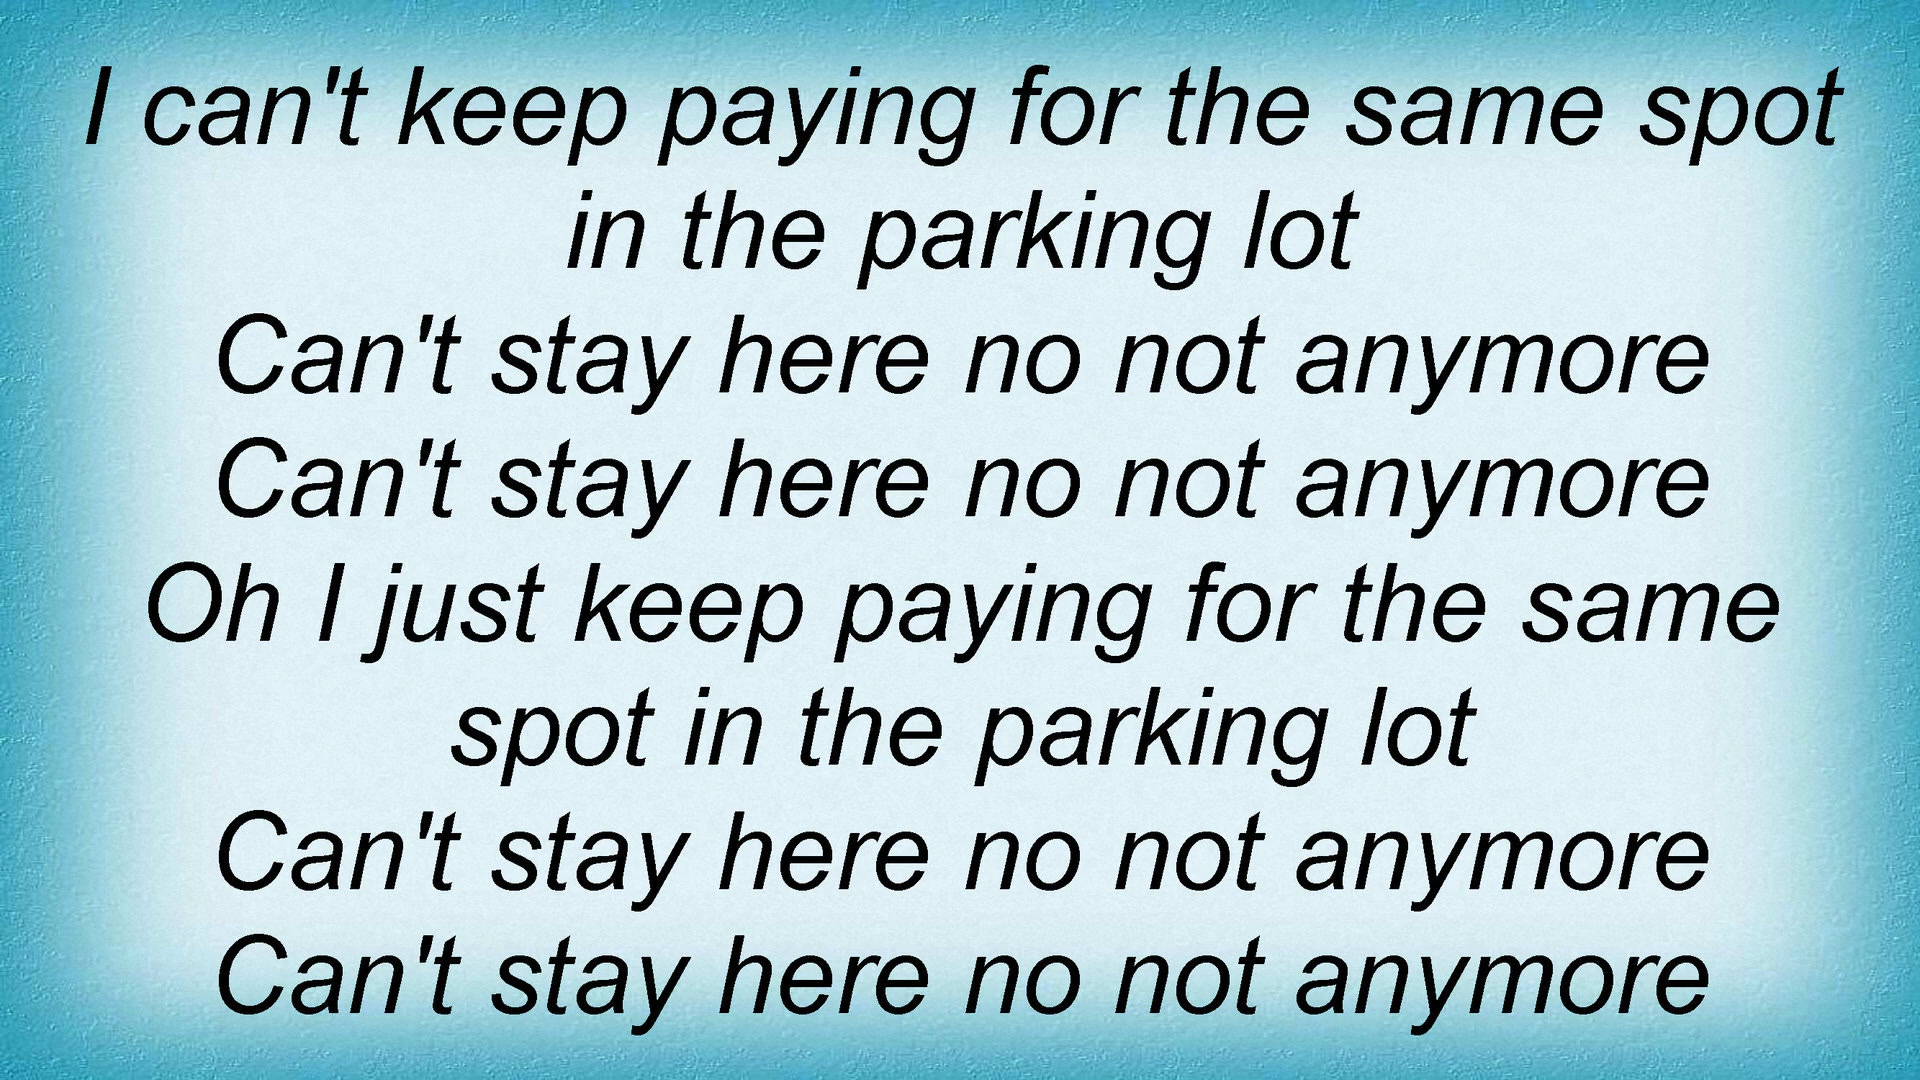 I can't keep paying for the same spot
in the parking lot
Can't stay here no not anymore
Can't stay here no not anymore
Oh I just keep paying for the same
spot in the parking lot
Can't stay here no not anymore
Can't stay here no not anymore